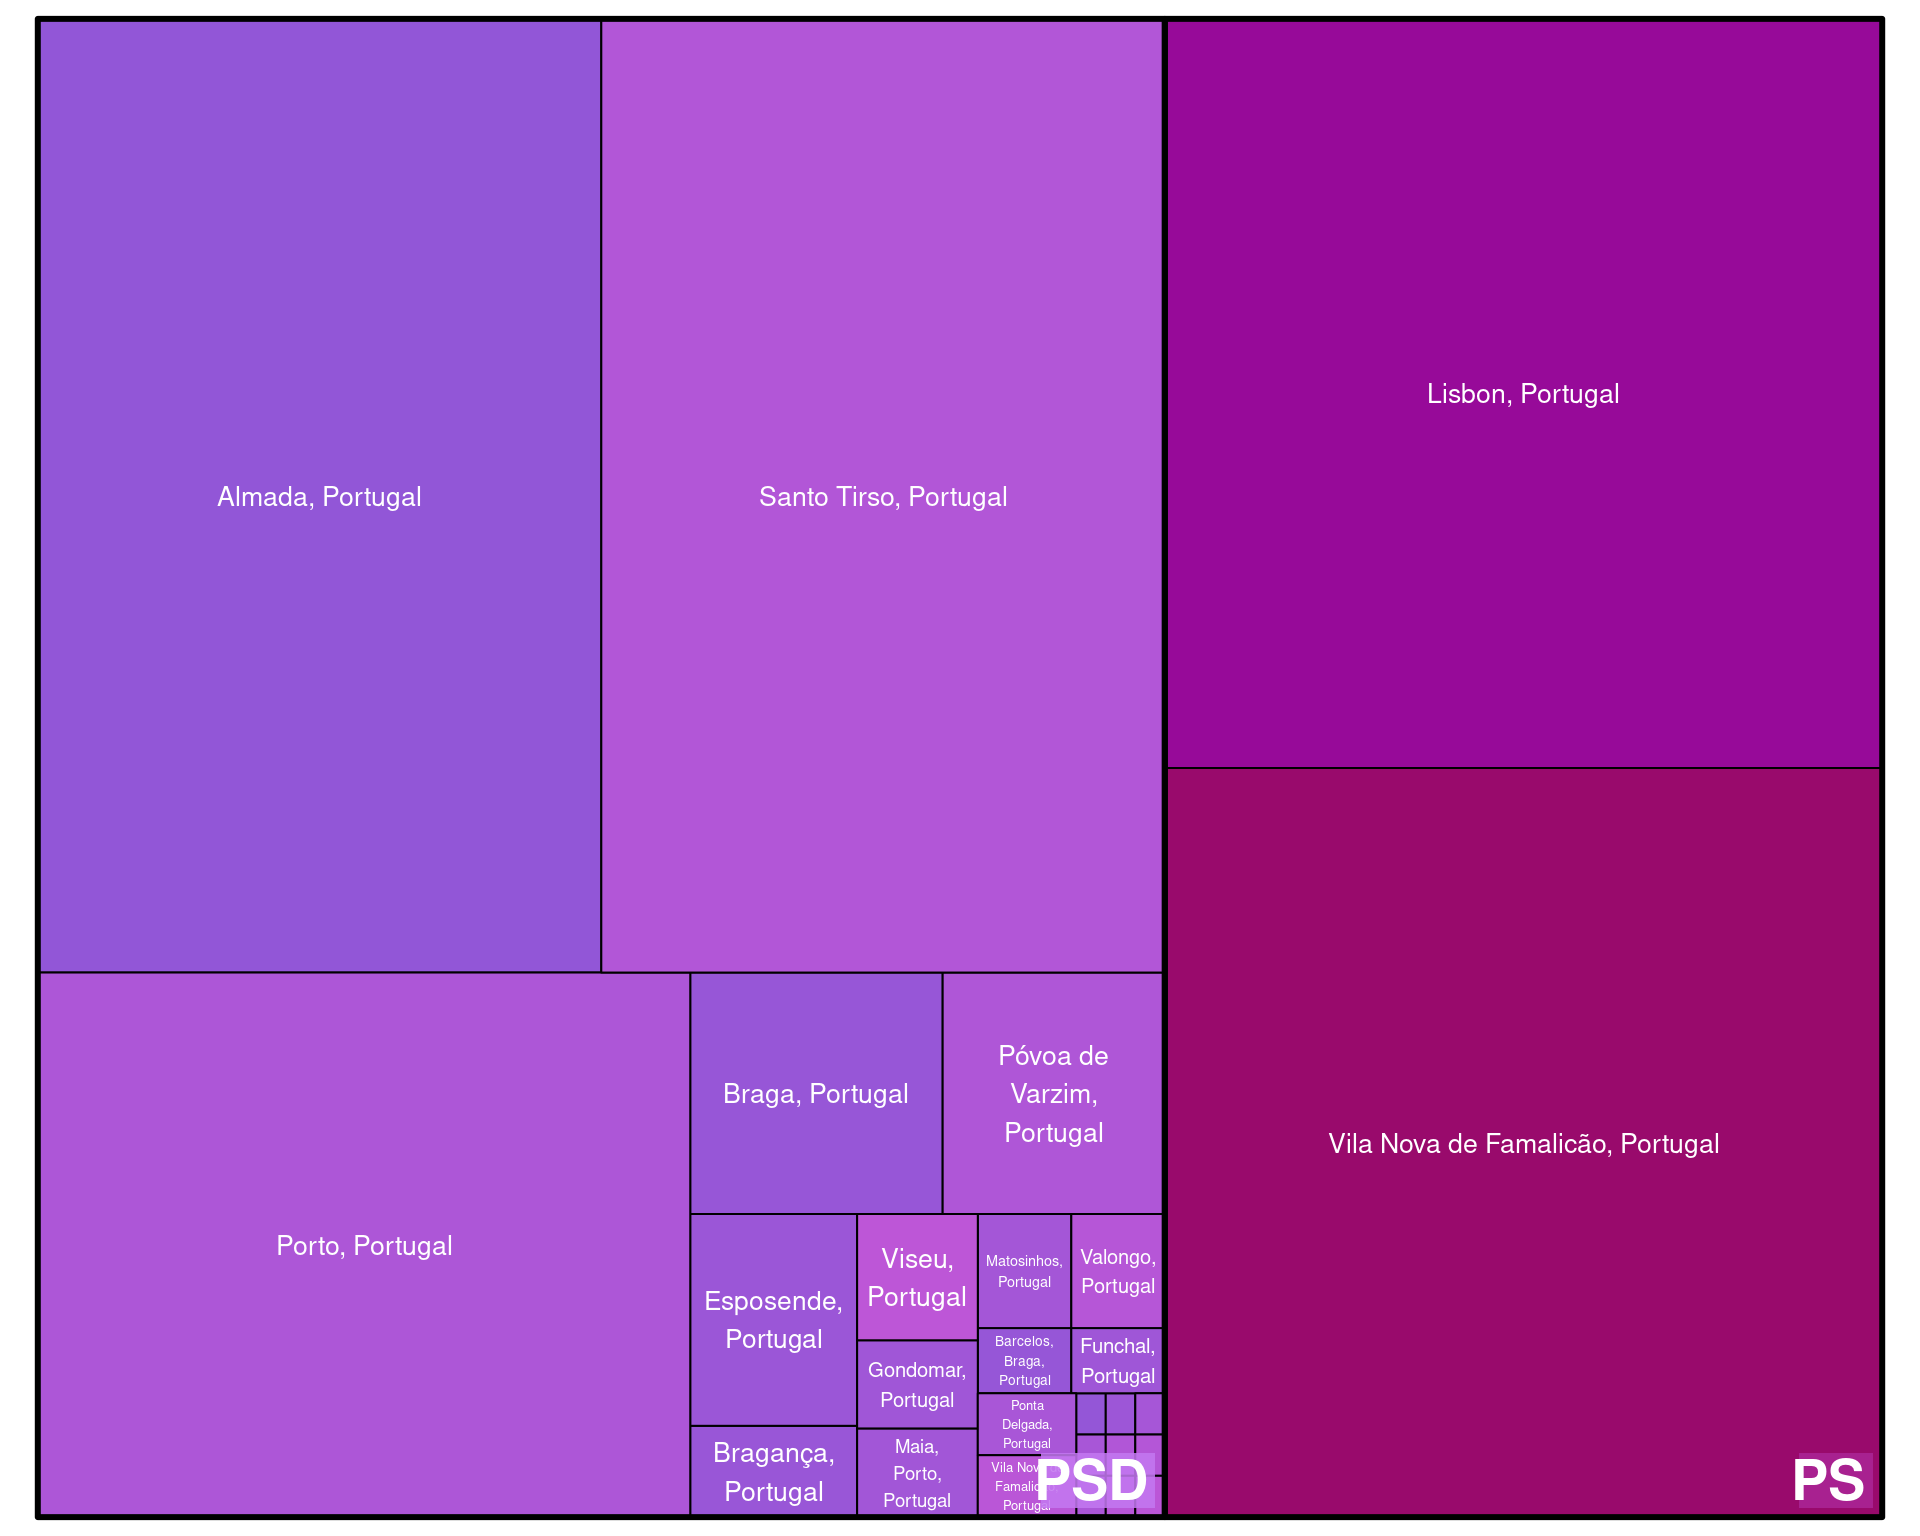 Almada, Portugal
Santo Tirso, Portugal
Lisbon, Portugal
Vila Nova de Famalicão, Portugal
Porto, Portugal
Braga, Portugal
Póvoa de
Varzim,
Portugal
Esposende,
Portugal
Viseu,
Portugal
Matosinhos,
Portugal
Valongo,
Portugal
Gondomar,
Portugal
Barcelos,
Braga,
Portugal
Funchal,
Portugal
Bragança,
Portugal
Maia,
Porto,
Portugal
Ponta
Delgada,
Portugal
Vila Nova
Portugal
PSD
PS